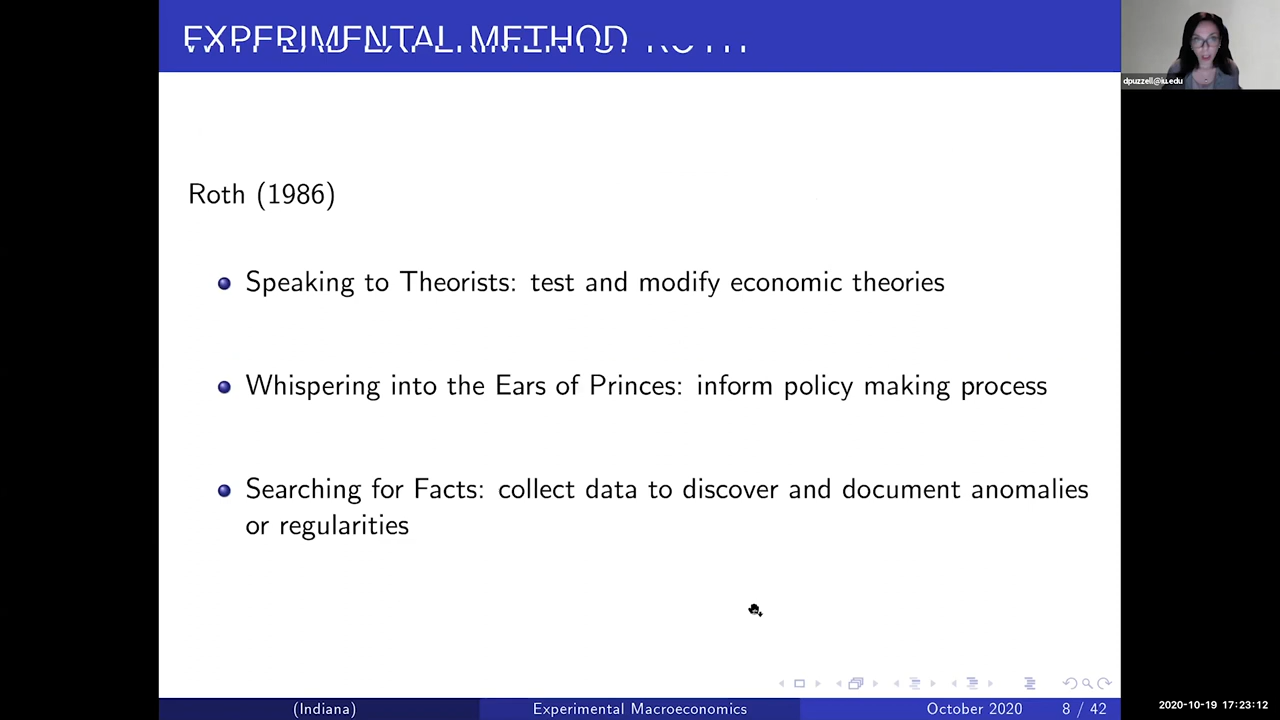 EXPERIMENTAL METHOD
ROTH
dpuzzell@iu.edu
Roth (1986)
Speaking to Theorists: test and modify economic theories
Whispering into the Ears of Princes: inform policy making process
Searching for Facts: collect data to discover and document anomalies
or regularities
(Indiana)
Experimental Macroeconomics
October 2020
8 / 42
2020-10-19 17:23:12